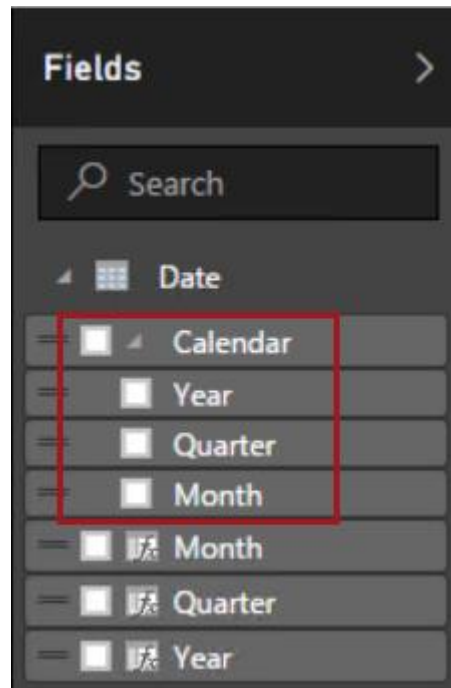 Fields
Search
Date
Calendar
Year
Quarter
Month
Month
Quarter
Year